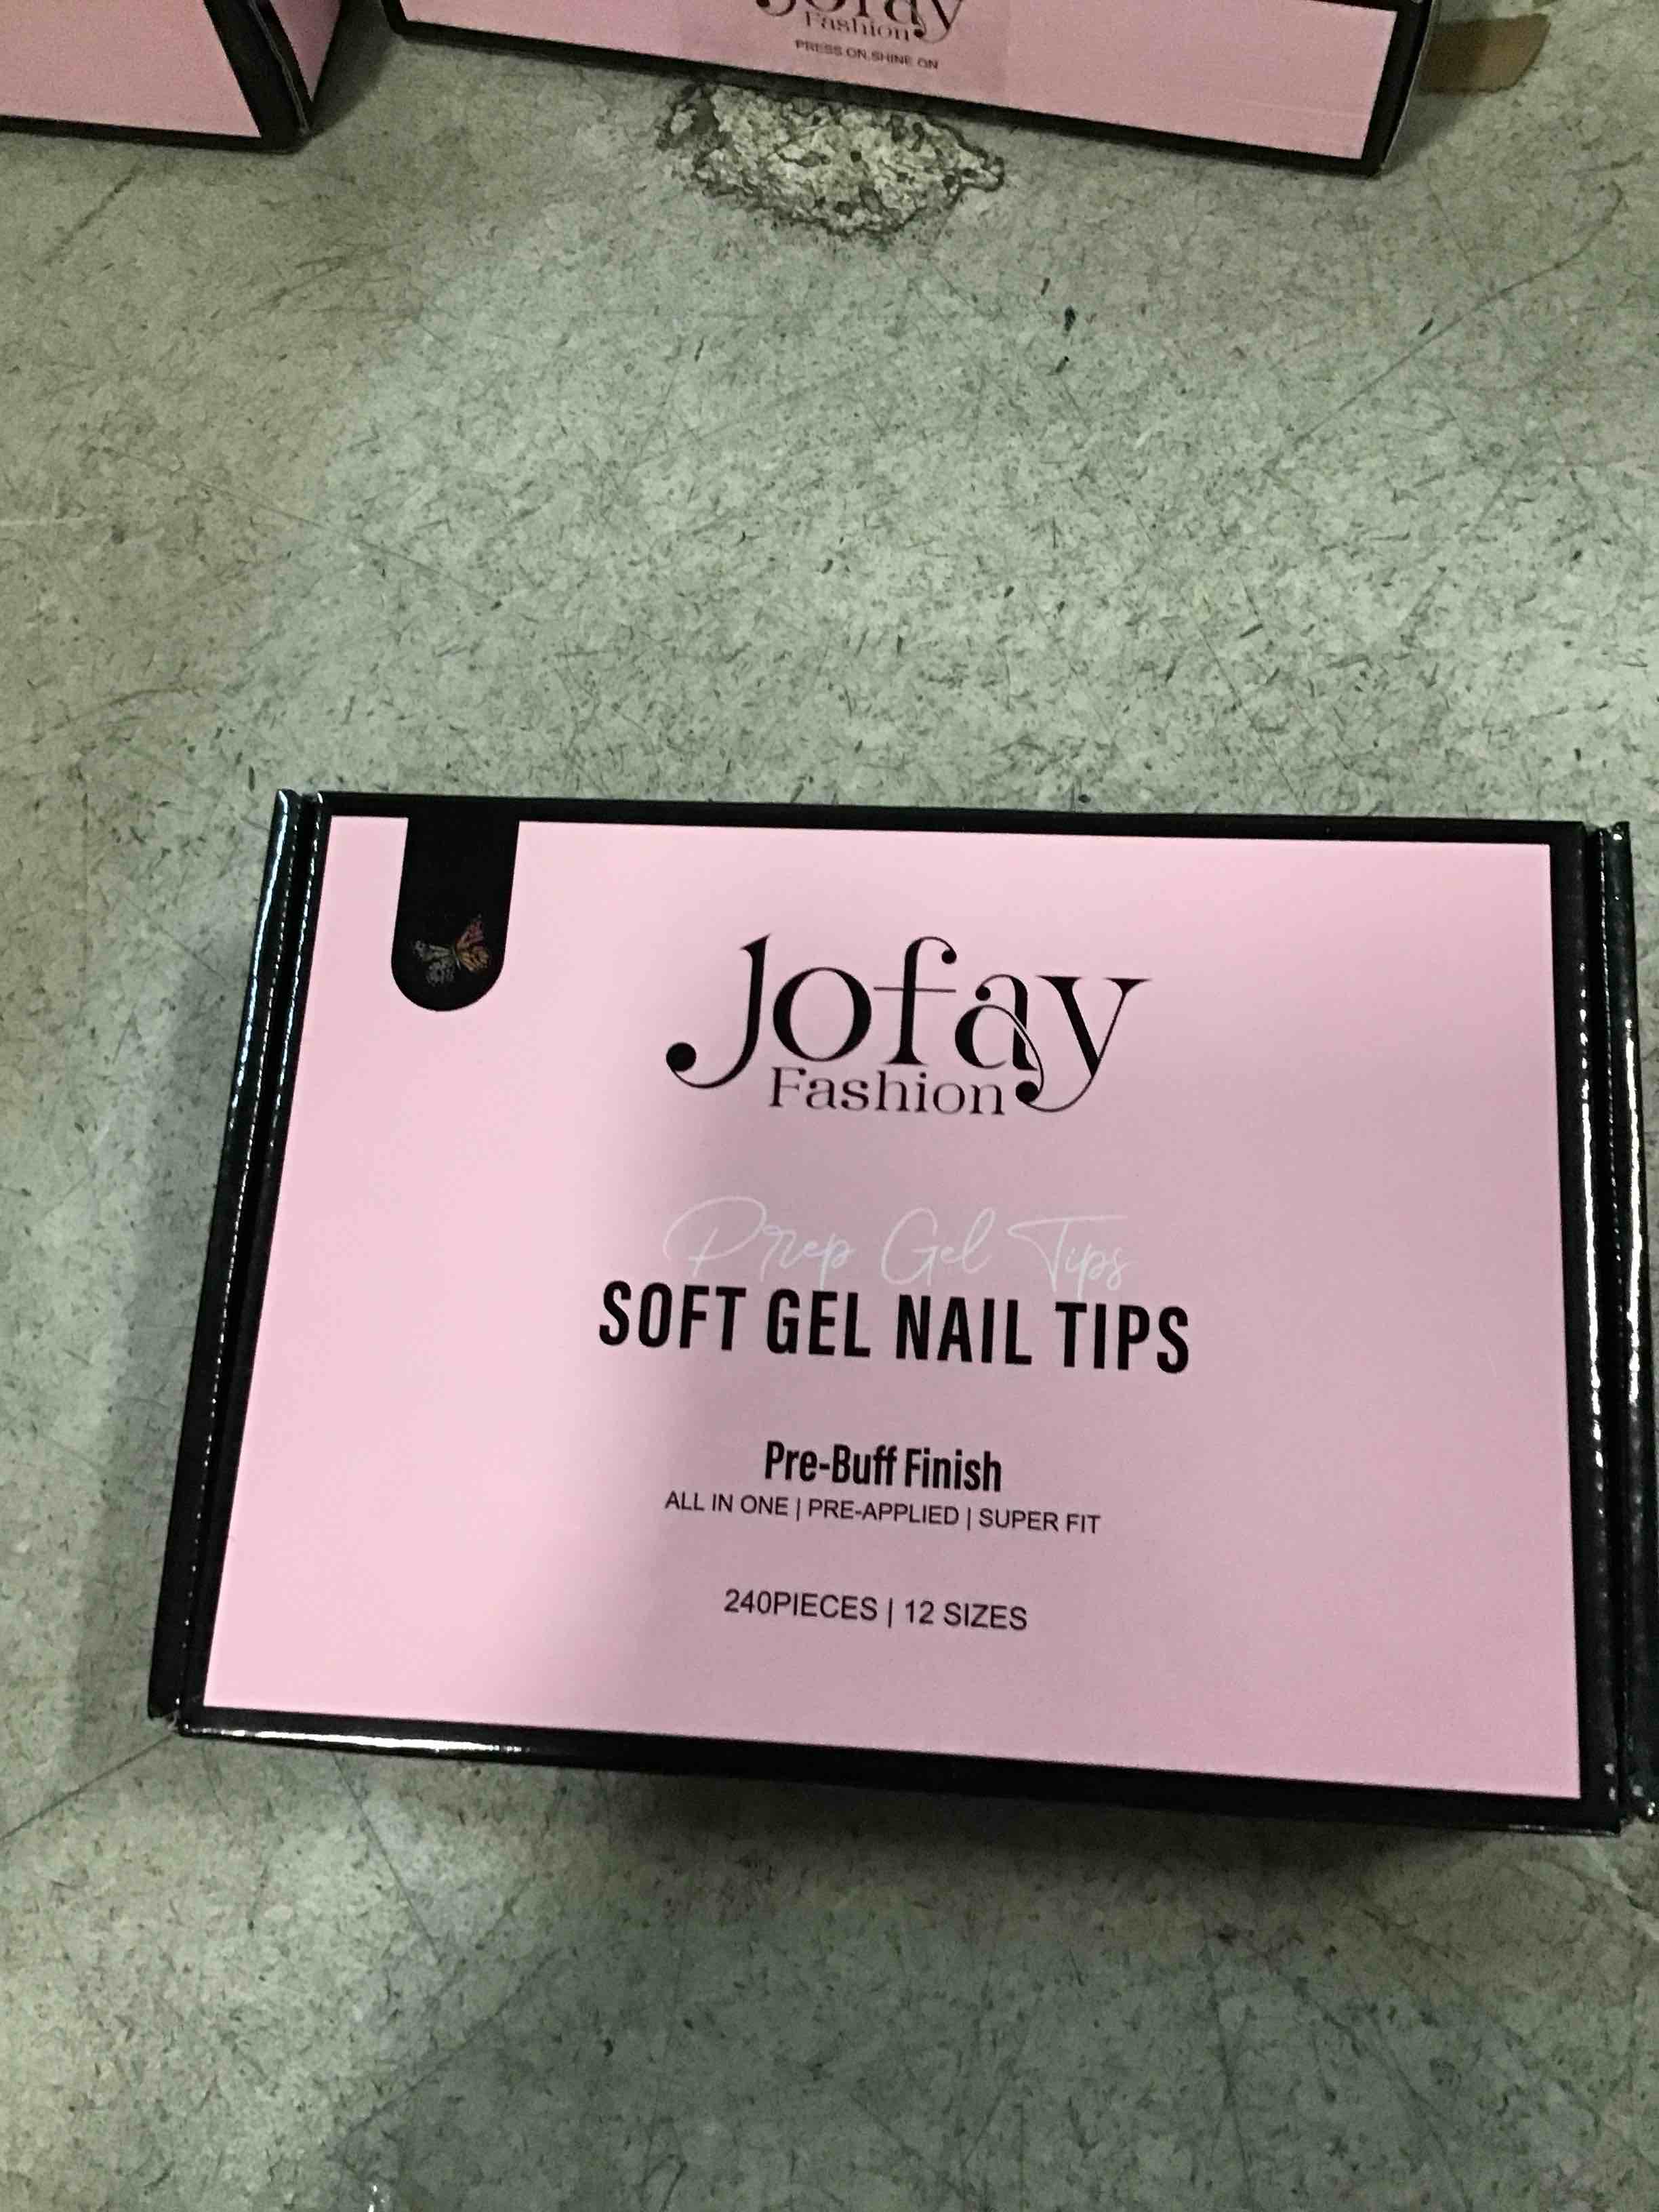 Jofay
Fashion
PRESS ON.SHINE ON
Jofay
Fashion
Prep Gel Tips
SOFT GEL NAIL TIPS
Pre-Buff Finish
ALL IN ONE | PRE-APPLIED | SUPER FIT
240PIECES | 12 SIZES